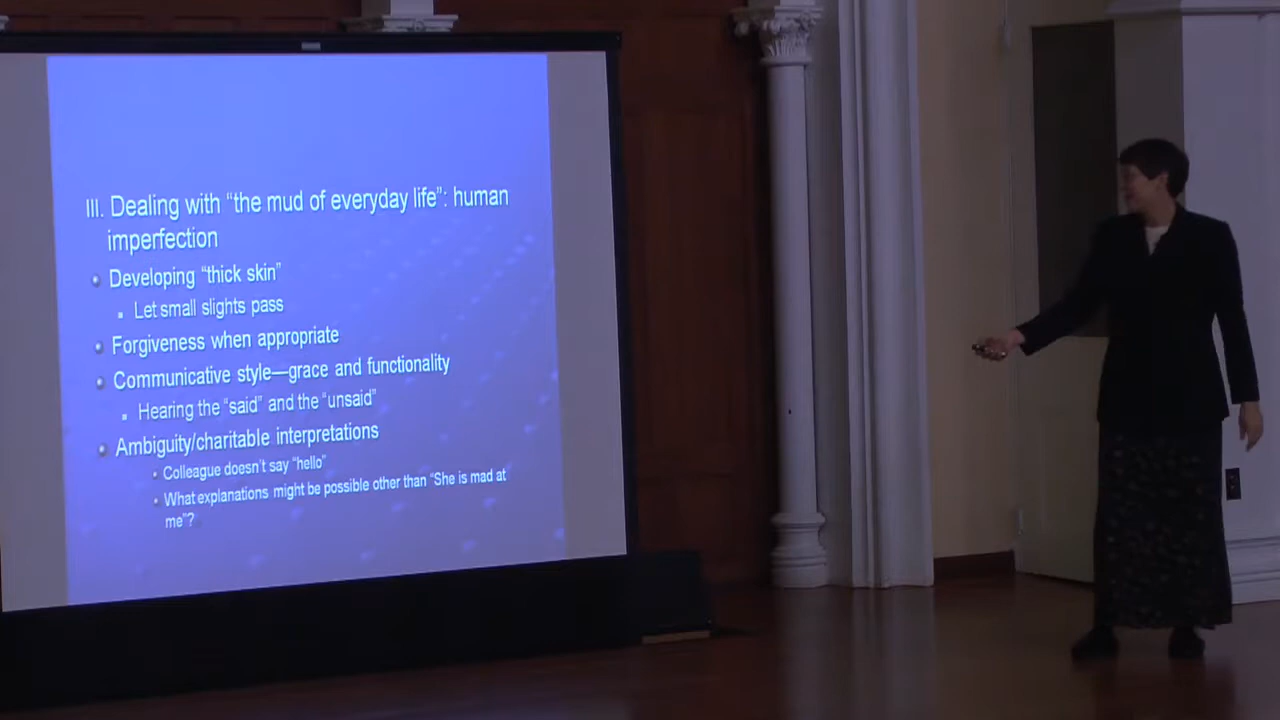 III. Dealing with “the mud of everyday life”: human
imperfection
Developing “thick skin”
Let small slights pass
Forgiveness when appropriate
Communicative style—grace and functionality
Hearing the “said” and the “unsaid”
Ambiguity/charitable interpretations
Colleague doesn’t say “hello”
What explanations might be possible other than “She is mad at
me”?